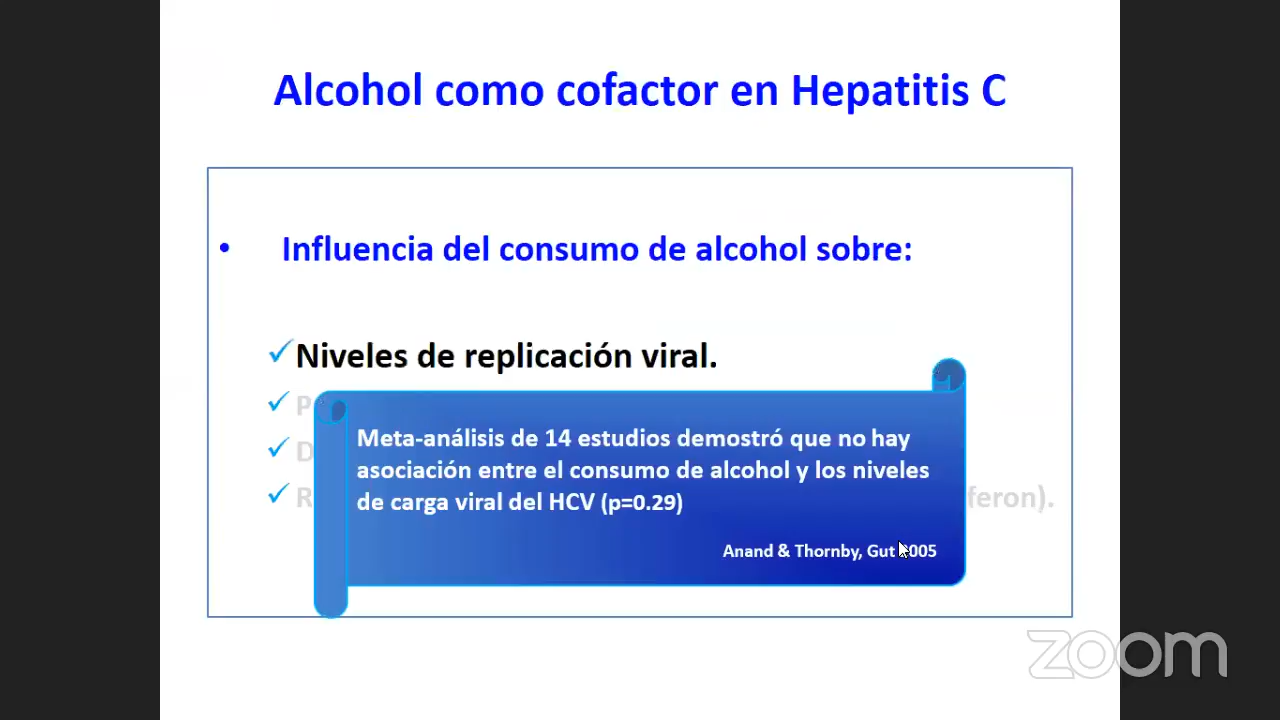 Alcohol como cofactor en Hepatitis C
• Influencia del consumo de alcohol sobre:
✓ Niveles de replicación viral.
✓ P
✓ D
✓ R feron).
Meta-análisis de 14 estudios demostró que no hay
asociación entre el consumo de alcohol y los niveles
de carga viral del HCV (p=0.29)
Anand & Thornby, Gut 005
zoom